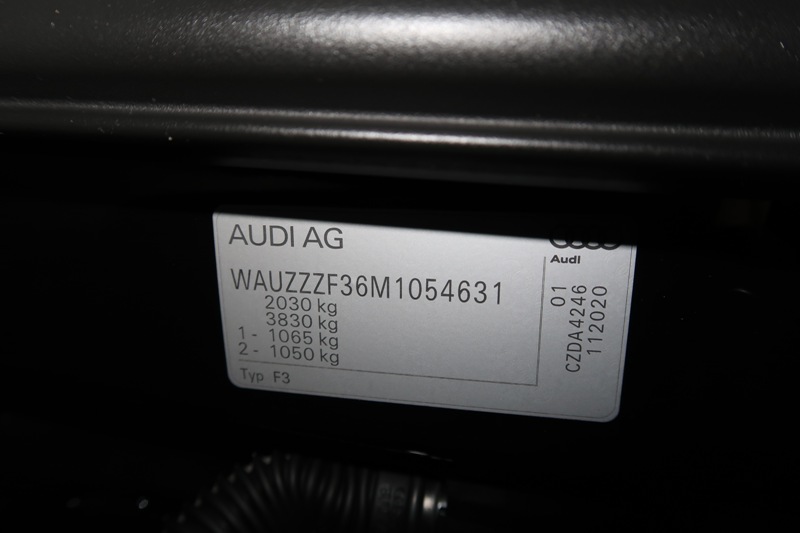 AUDI AG
Audi
WAUZZZF36M1054631
2030 kg
3830 kg
1 - 1065 kg
2 - 1050 kg
Typ F3
01
CZDA4246
112020